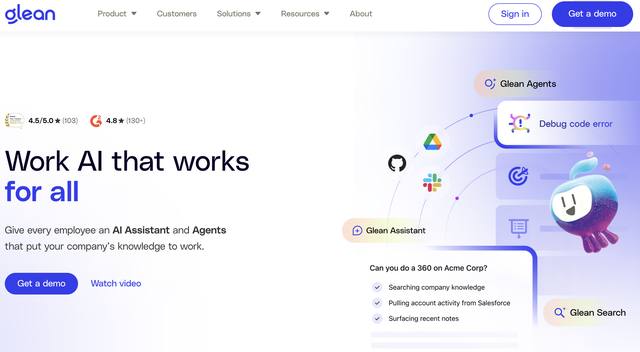 glean
Product
Customers
Solutions
Resources
About
Sign in
Get a demo
4.5/5.0 ★ (103)
4.8 ★ (130+)
Work AI that works
for all
Give every employee an AI Assistant and Agents
that put your company's knowledge to work.
Get a demo
Watch video
Glean Agents
Debug code error
Glean Assistant
Can you do a 360 on Acme Corp?
Searching company knowledge
Pulling account activity from Salesforce
Surfacing recent notes
Glean Search